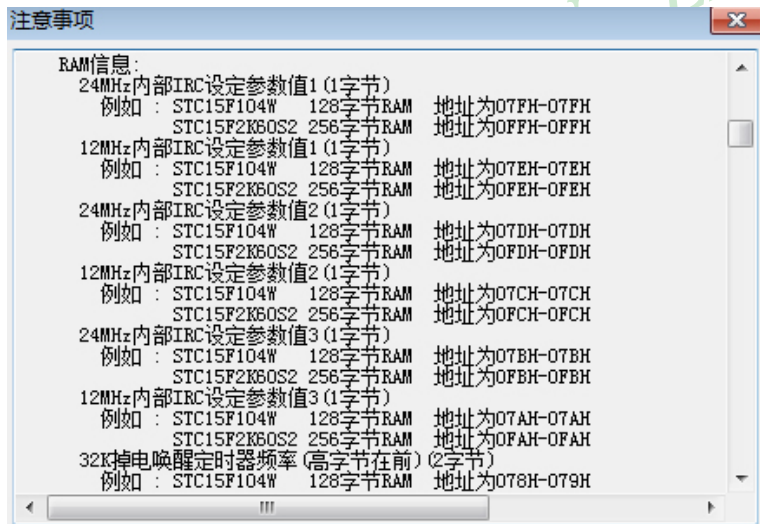 注意事项
RAM信息:
24MHz内部IRC设定参数值1(1字节)
例如 : STC15F104W 128字节RAM 地址为07FH-07FH
STC15F2K60S2 256字节RAM 地址为0FFH-0FFH
12MHz内部IRC设定参数值1(1字节)
例如 : STC15F104W 128字节RAM 地址为07EH-07EH
STC15F2K60S2 256字节RAM 地址为0FEH-0FEH
24MHz内部IRC设定参数值2(1字节)
例如 : STC15F104W 128字节RAM 地址为07DH-07DH
STC15F2K60S2 256字节RAM 地址为0FDH-0FDH
12MHz内部IRC设定参数值2(1字节)
例如 : STC15F104W 128字节RAM 地址为07CH-07CH
STC15F2K60S2 256字节RAM 地址为0FCH-0FCH
24MHz内部IRC设定参数值3(1字节)
例如 : STC15F104W 128字节RAM 地址为07BH-07BH
STC15F2K60S2 256字节RAM 地址为0FBH-0FBH
12MHz内部IRC设定参数值3(1字节)
例如 : STC15F104W 128字节RAM 地址为07AH-07AH
STC15F2K60S2 256字节RAM 地址为0FAH-0FAH
32K掉电唤醒定时器频率(高字节在前)(2字节)
例如 : STC15F104W 128字节RAM 地址为078H-079H